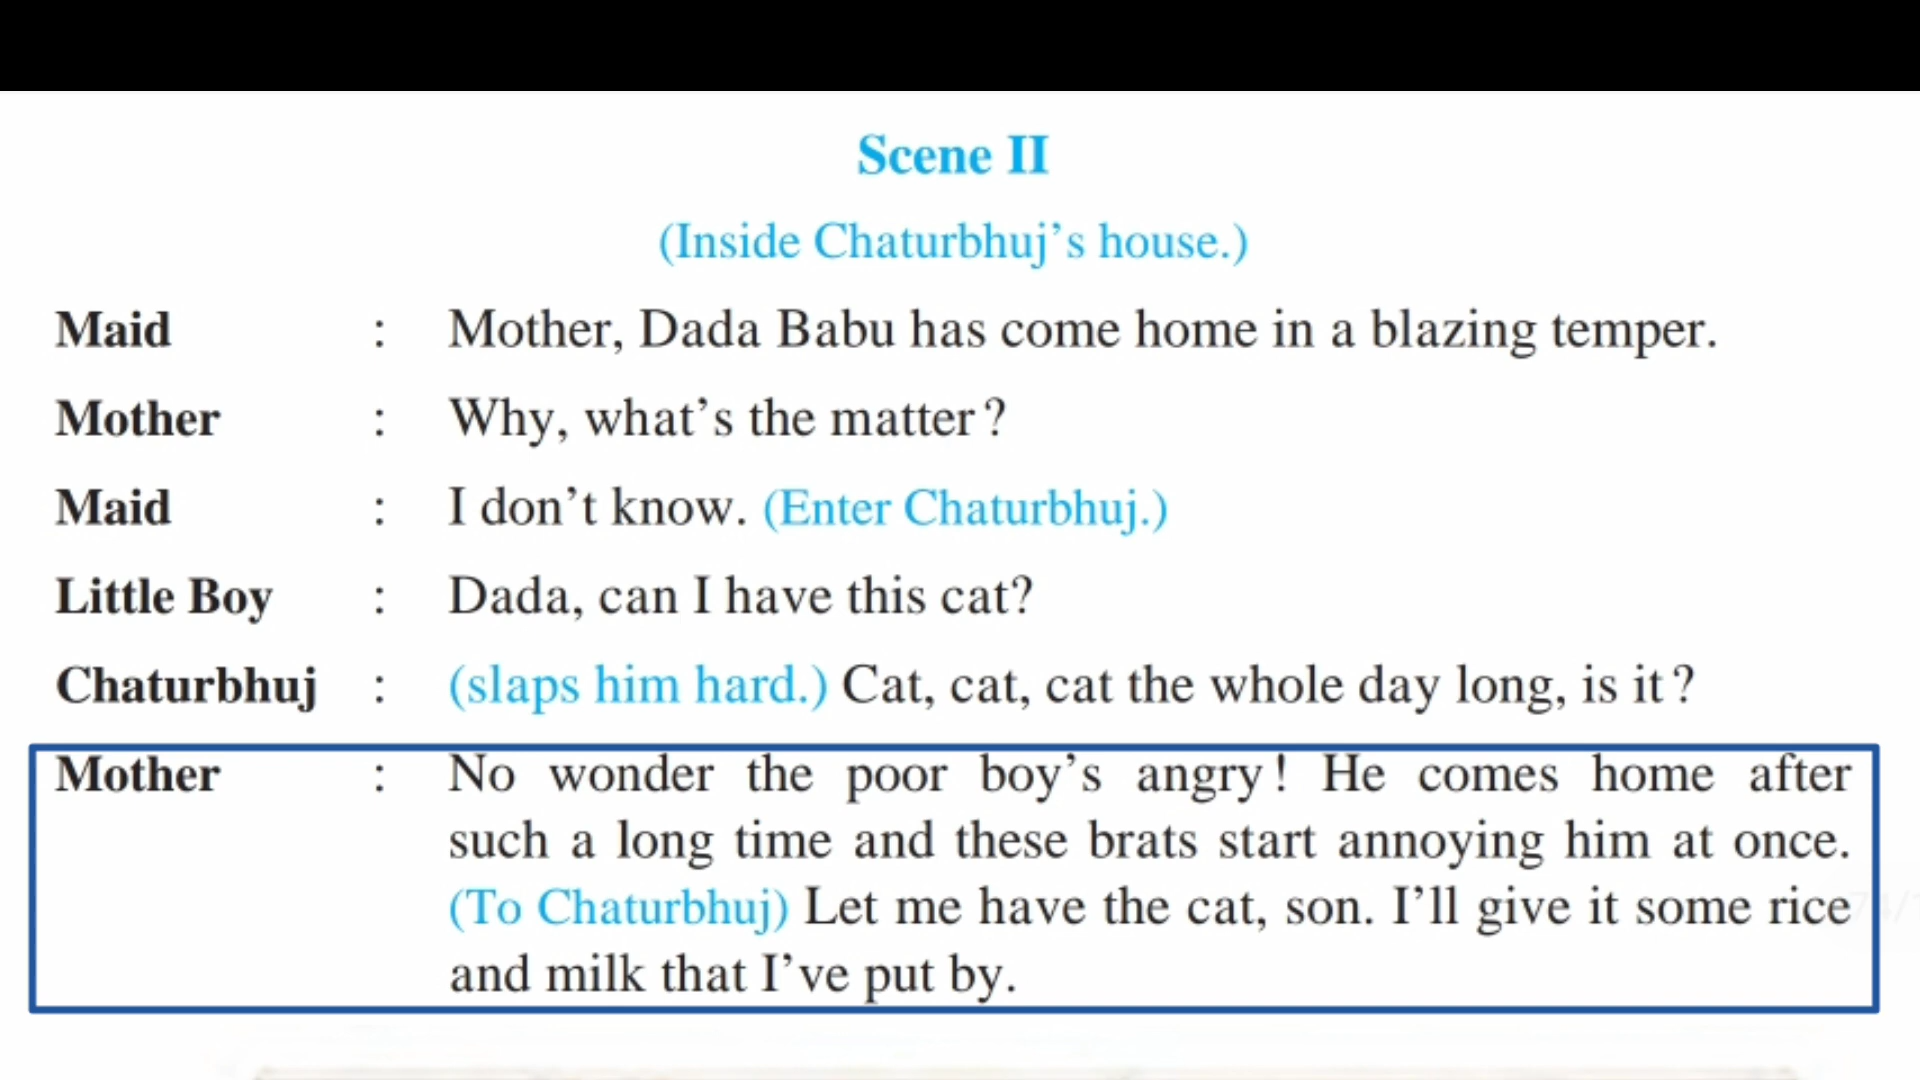 Scene II
(Inside Chaturbhuj's house.)
Maid : Mother, Dada Babu has come home in a blazing temper.
Mother : Why, what's the matter?
Maid : I don't know. (Enter Chaturbhuj.)
Little Boy : Dada, can I have this cat?
Chaturbhuj : (slaps him hard.) Cat, cat, cat the whole day long, is it?
Mother : No wonder the poor boy's angry! He comes home after
such a long time and these brats start annoying him at once.
(To Chaturbhuj) Let me have the cat, son. I'll give it some rice
and milk that I've put by.